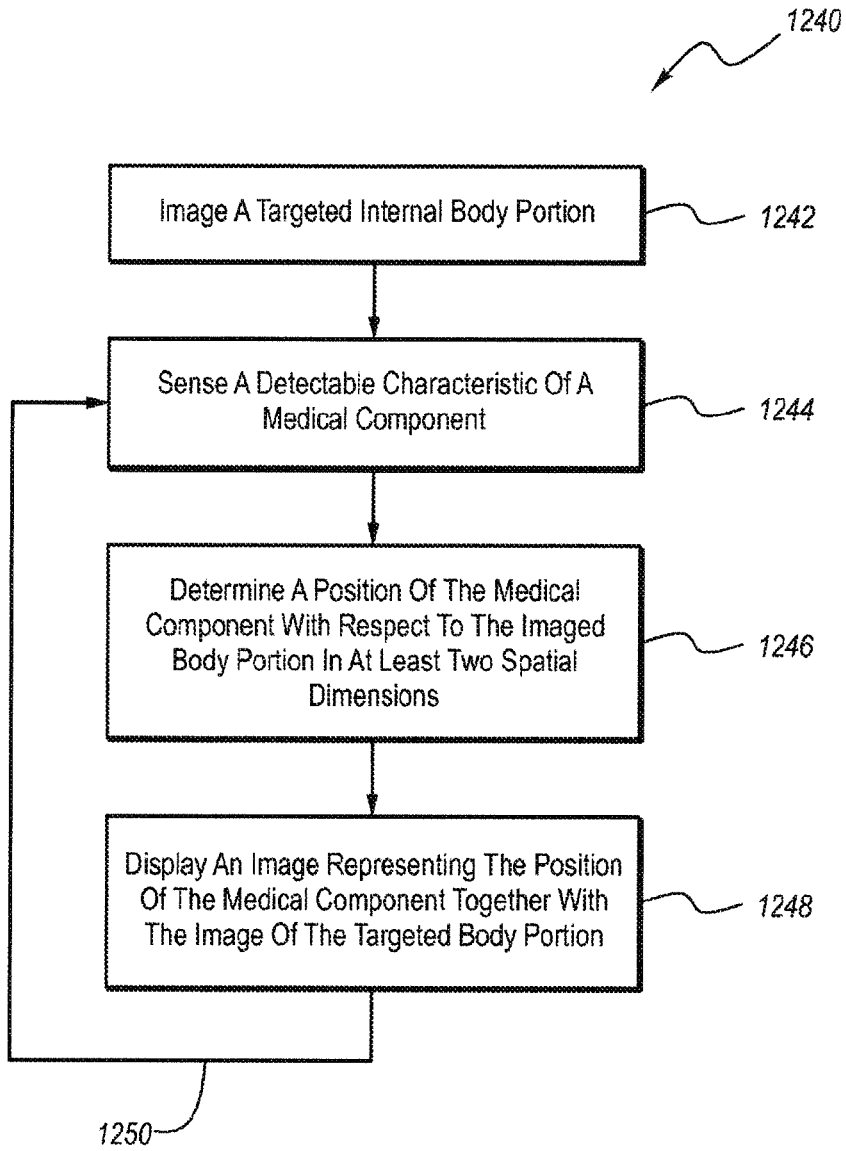 1240
Image A Targeted Internal Body Portion
1242
Sense A Detectable Characteristic Of A
Medical Component
1244
Determine A Position Of The Medical
Component With Respect To The Imaged
Body Portion In At Least Two Spatial
Dimensions
1246
Display An Image Representing The Position
Of The Medical Component Together With
The Image Of The Targeted Body Portion
1248
1250